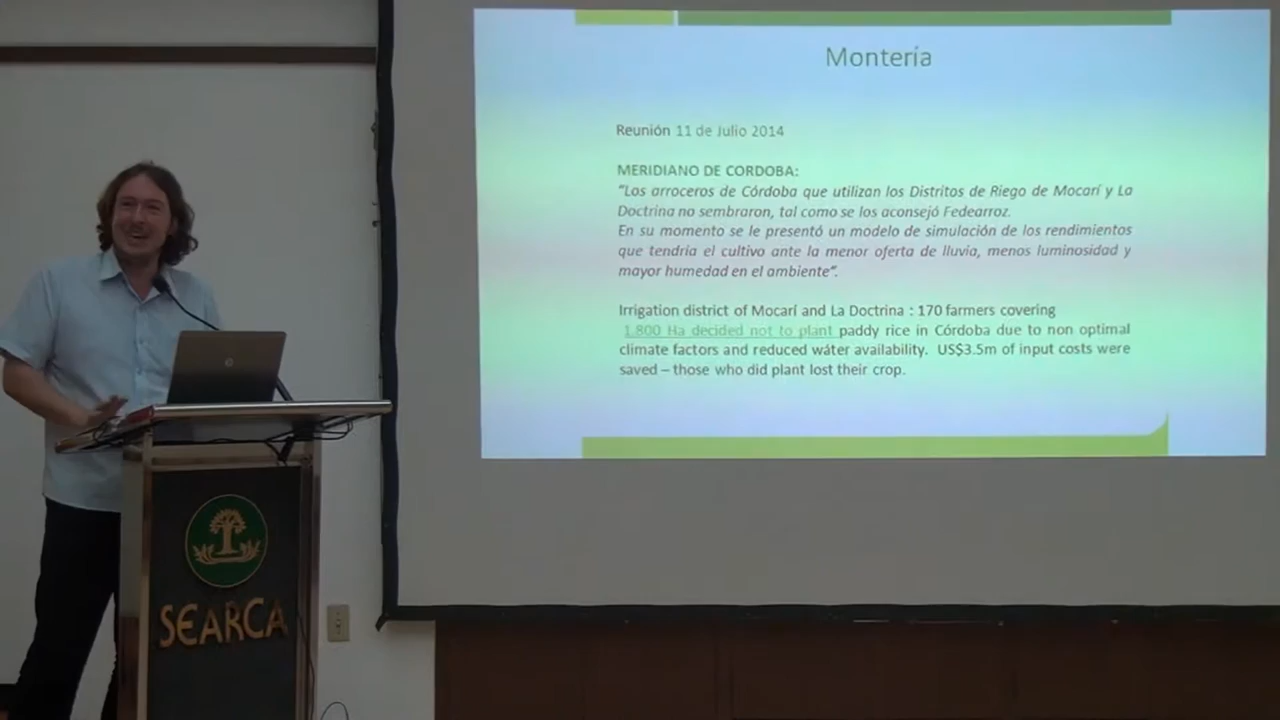 Montería
Reunión 11 de Julio 2014
MERIDIANO DE CORDOBA:
"Los arroceros de Córdoba que utilizan los Distritos de Riego de Mocarí y La
Doctrina no sembraron, tal como se los aconsejó Fedearroz.
En su momento se le presentó un modelo de simulación de los rendimientos
que tendría el cultivo ante la menor oferta de lluvia, menos luminosidad y
mayor humedad en el ambiente".
Irrigation district of Mocarí and La Doctrina : 170 farmers covering
1,800 Ha decided not to plant paddy rice in Córdoba due to non optimal
climate factors and reduced wáter availability. US$3.5m of input costs were
saved – those who did plant lost their crop.
SEARCA